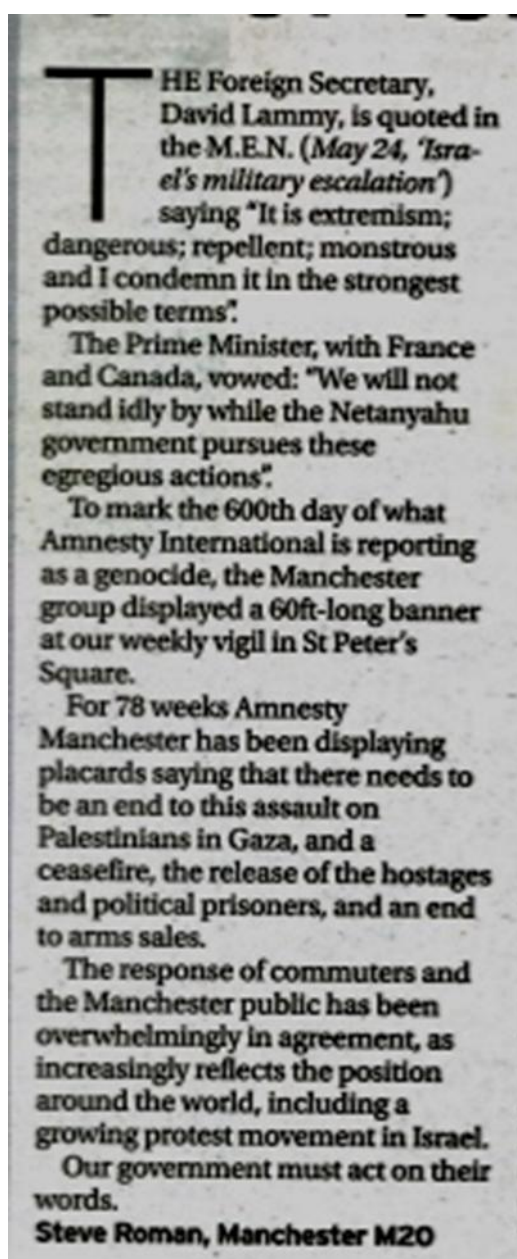 THE Foreign Secretary,
David Lammy, is quoted in
the M.E.N. (May 24, 'Isra-
el's military escalation')
saying "It is extremism;
dangerous; repellent; monstrous
and I condemn it in the strongest
possible terms".
The Prime Minister, with France
and Canada, vowed: "We will not
stand idly by while the Netanyahu
government pursues these
egregious actions".
To mark the 600th day of what
Amnesty International is reporting
as a genocide, the Manchester
group displayed a 60ft-long banner
at our weekly vigil in St Peter's
Square.
For 78 weeks Amnesty
Manchester has been displaying
placards saying that there needs to
be an end to this assault on
Palestinians in Gaza, and a
ceasefire, the release of the hostages
and political prisoners, and an end
to arms sales.
The response of commuters and
the Manchester public has been
overwhelmingly in agreement, as
increasingly reflects the position
around the world, including a
growing protest movement in Israel.
Our government must act on their
words.
Steve Roman, Manchester M20